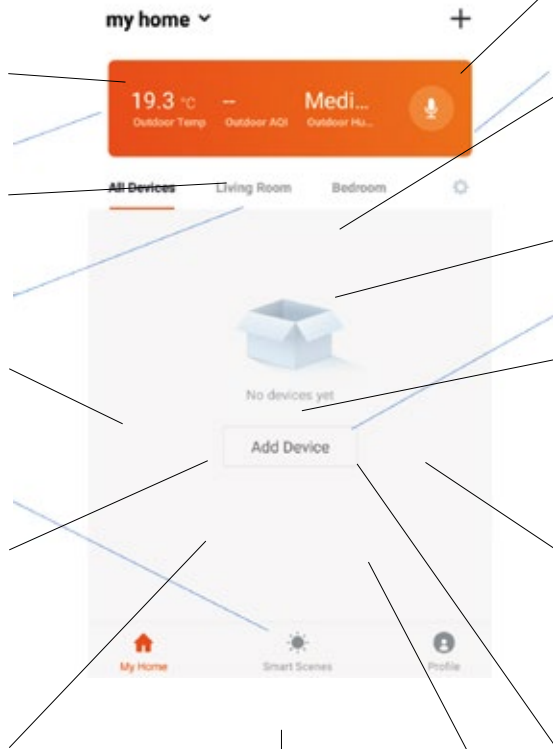 my home
19.3 °C -- Medi...
Outdoor Temp Outdoor AQI Outdoor Hu...
All Devices Living Room Bedroom
No devices yet
Add Device
My Home Smart Scenes Profile